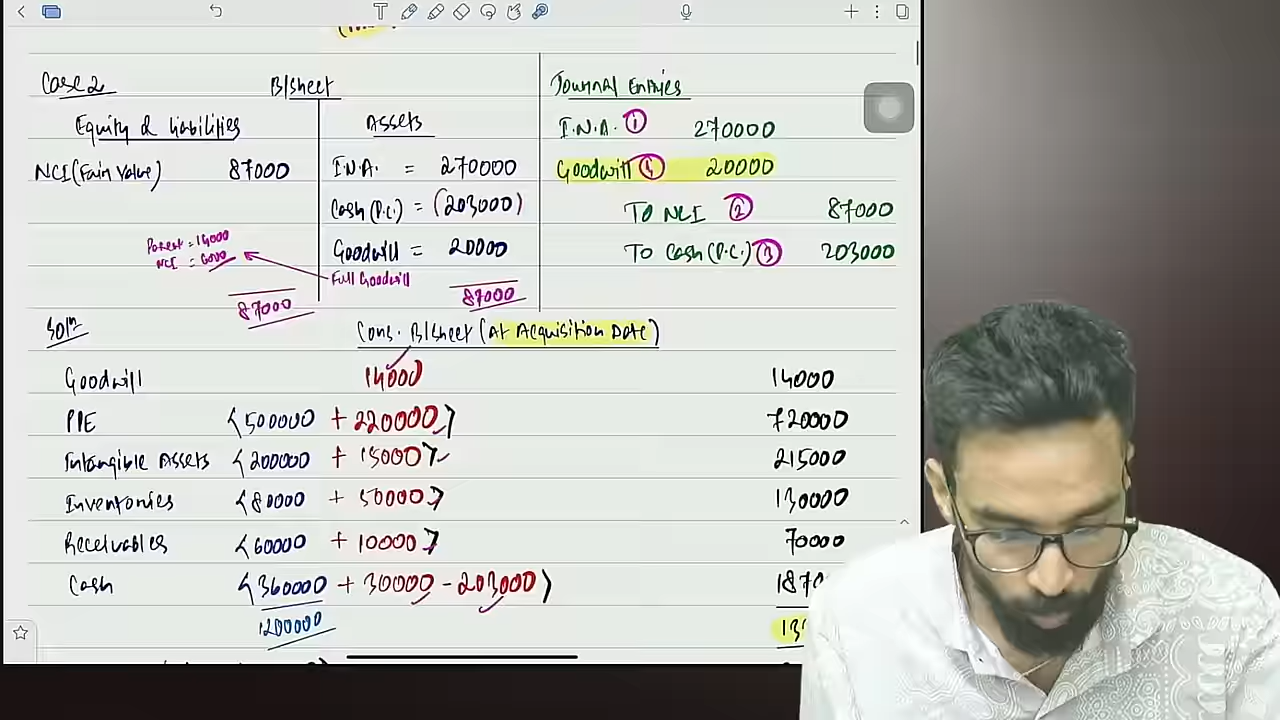 Case 2
B/Sheet
Equity & Liabilities
Assets
NCI (Fair Value) 87000
I.N.A. = 270000
Cash (P.C.) = (203000)
Goodwill = 20000
Parent = 14000
NCI = 6000
Full Goodwill
87000
87000
Journal Entries
I.N.A. ① 270000
Goodwill ④ 20000
To NCI ② 87000
To Cash (P.C.) ③ 203000
Soln
Cons. B/Sheet (At Acquisition Date)
Goodwill 14000 14000
PPE (500000 + 220000) 720000
Intangible Assets (200000 + 15000) 215000
Inventories (80000 + 50000) 130000
Receivables (60000 + 10000) 70000
Cash (360000 + 30000 - 203000)
1200000